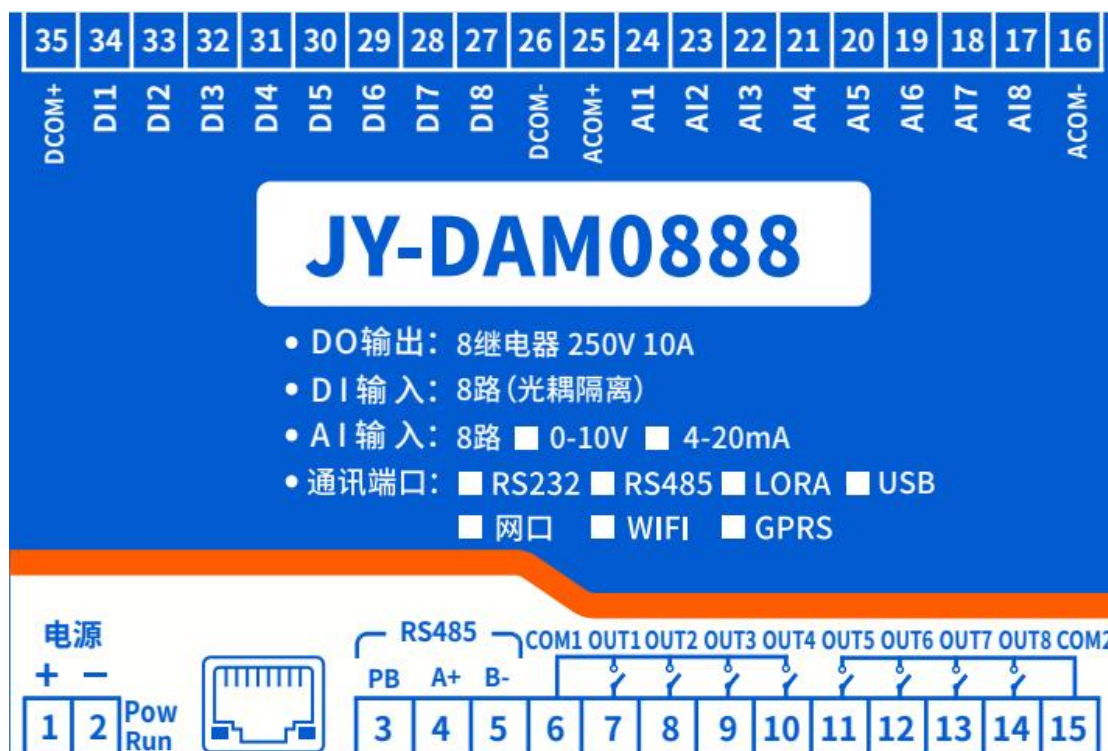 35 34 33 32 31 30 29 28 27 26 25 24 23 22 21 20 19 18 17 16
DCOM+ DI1 DI2 DI3 DI4 DI5 DI6 DI7 DI8 DCOM- ACOM+ AI1 AI2 AI3 AI4 AI5 AI6 AI7 AI8 ACOM-
JY-DAM0888
• DO输出：8继电器 250V 10A
• DI输入：8路（光耦隔离）
• AI输入：8路 ■ 0-10V ■ 4-20mA
• 通讯端口：■ RS232 ■ RS485 ■ LORA ■ USB
■ 网口 ■ WIFI ■ GPRS
电源
RS485
COM1 OUT1 OUT2 OUT3 OUT4 OUT5 OUT6 OUT7 OUT8 COM2
+ −
PB A+ B-
1 2
Pow
Run
3 4 5 6 7 8 9 10 11 12 13 14 15